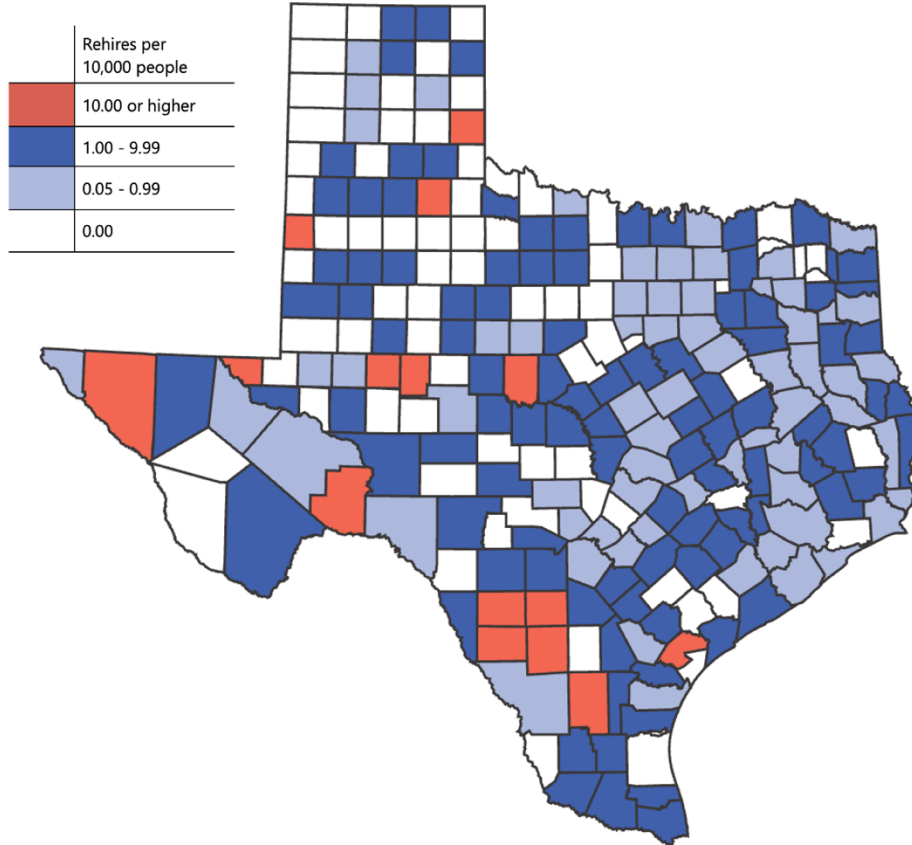 Rehires per
10,000 people
10.00 or higher
1.00 - 9.99
0.05 - 0.99
0.00